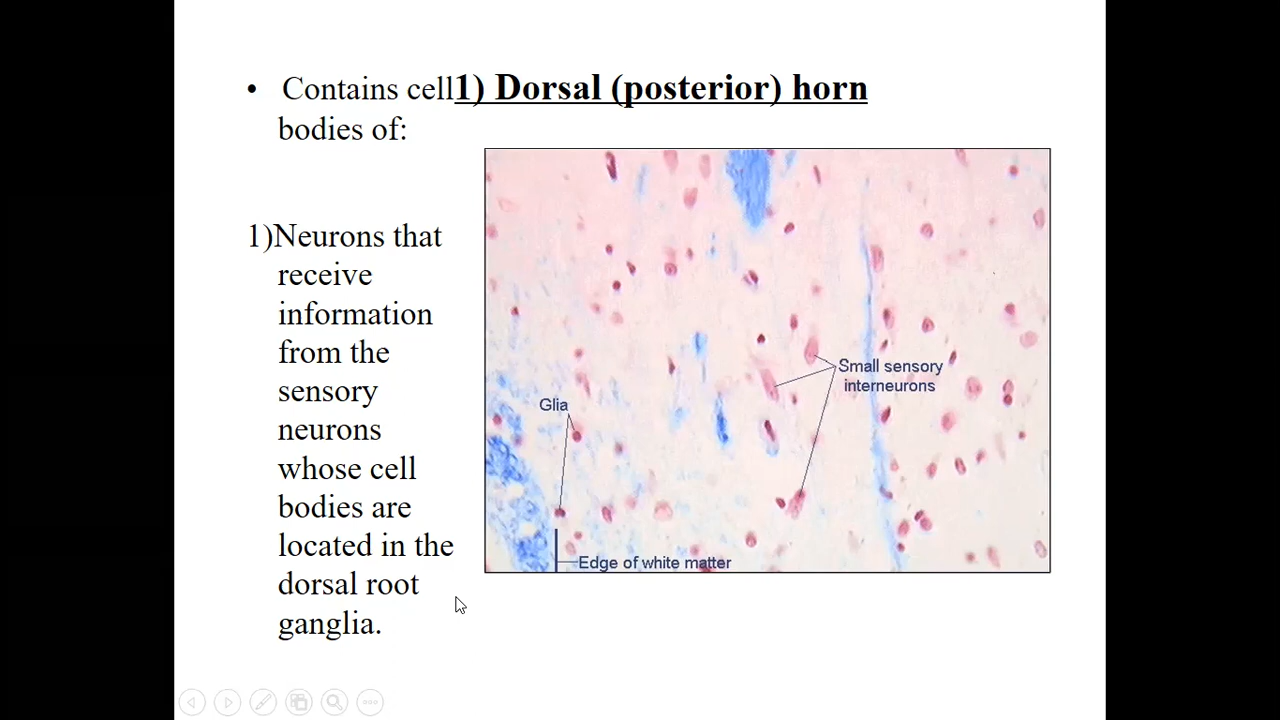 1) Dorsal (posterior) horn
• Contains cell
bodies of:
1)Neurons that
receive
information
from the
sensory
neurons
whose cell
bodies are
located in the
dorsal root
ganglia.
Small sensory
interneurons
Glia
Edge of white matter